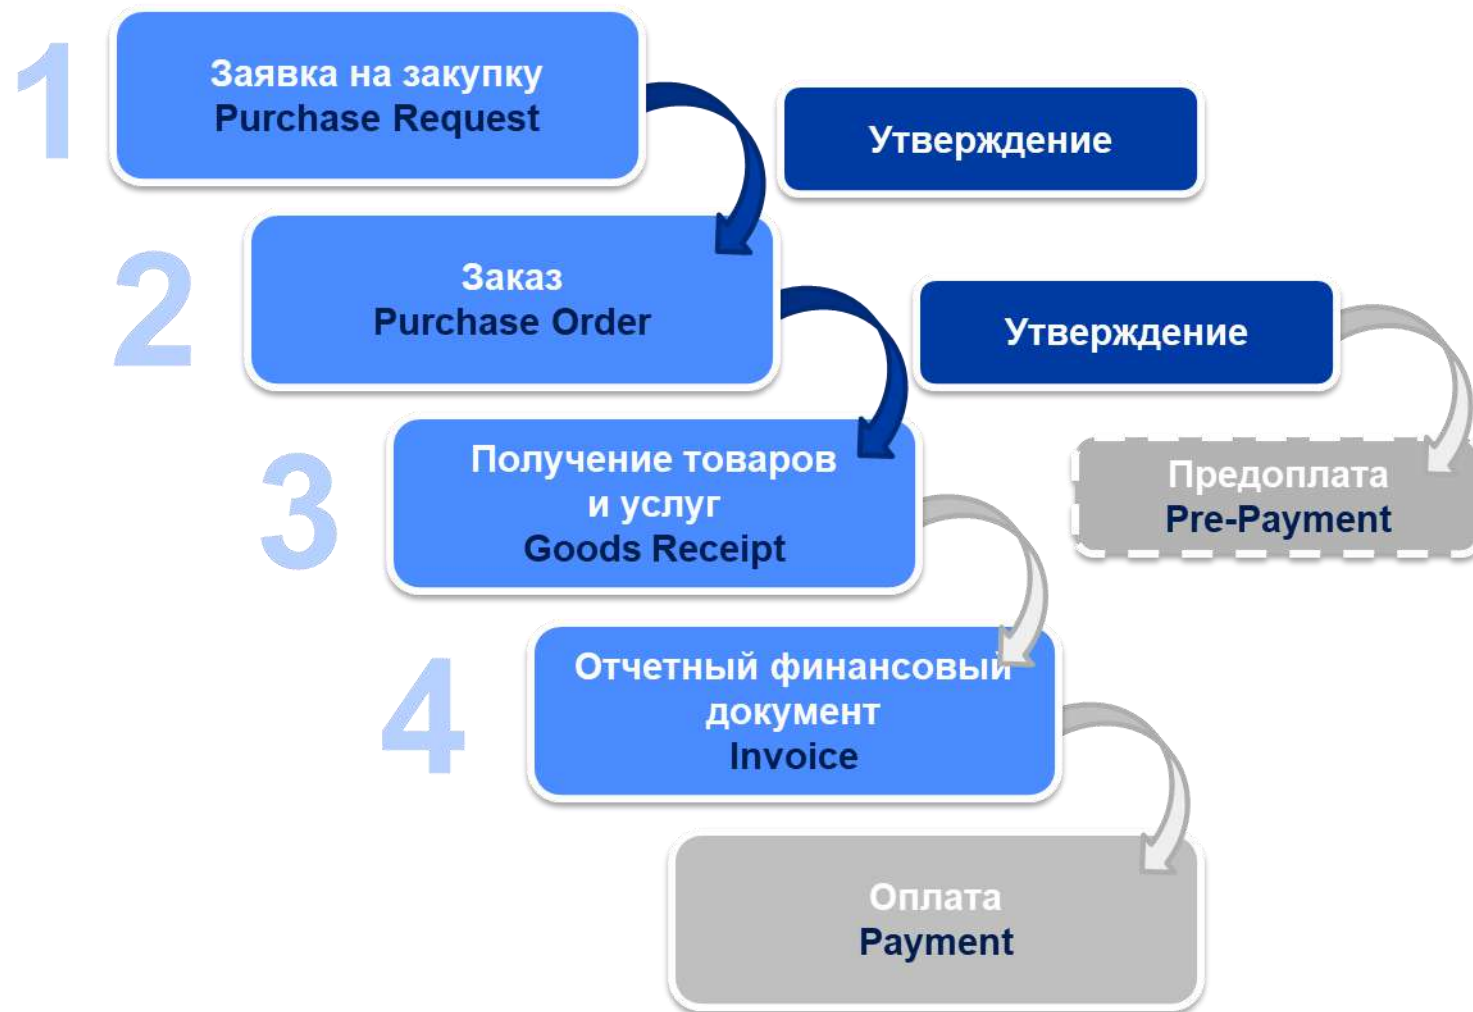 1
Заявка на закупку
Purchase Request
Утверждение
2
Заказ
Purchase Order
Утверждение
3
Получение товаров
и услуг
Goods Receipt
Предоплата
Pre-Payment
4
Отчетный финансовый
документ
Invoice
Оплата
Payment